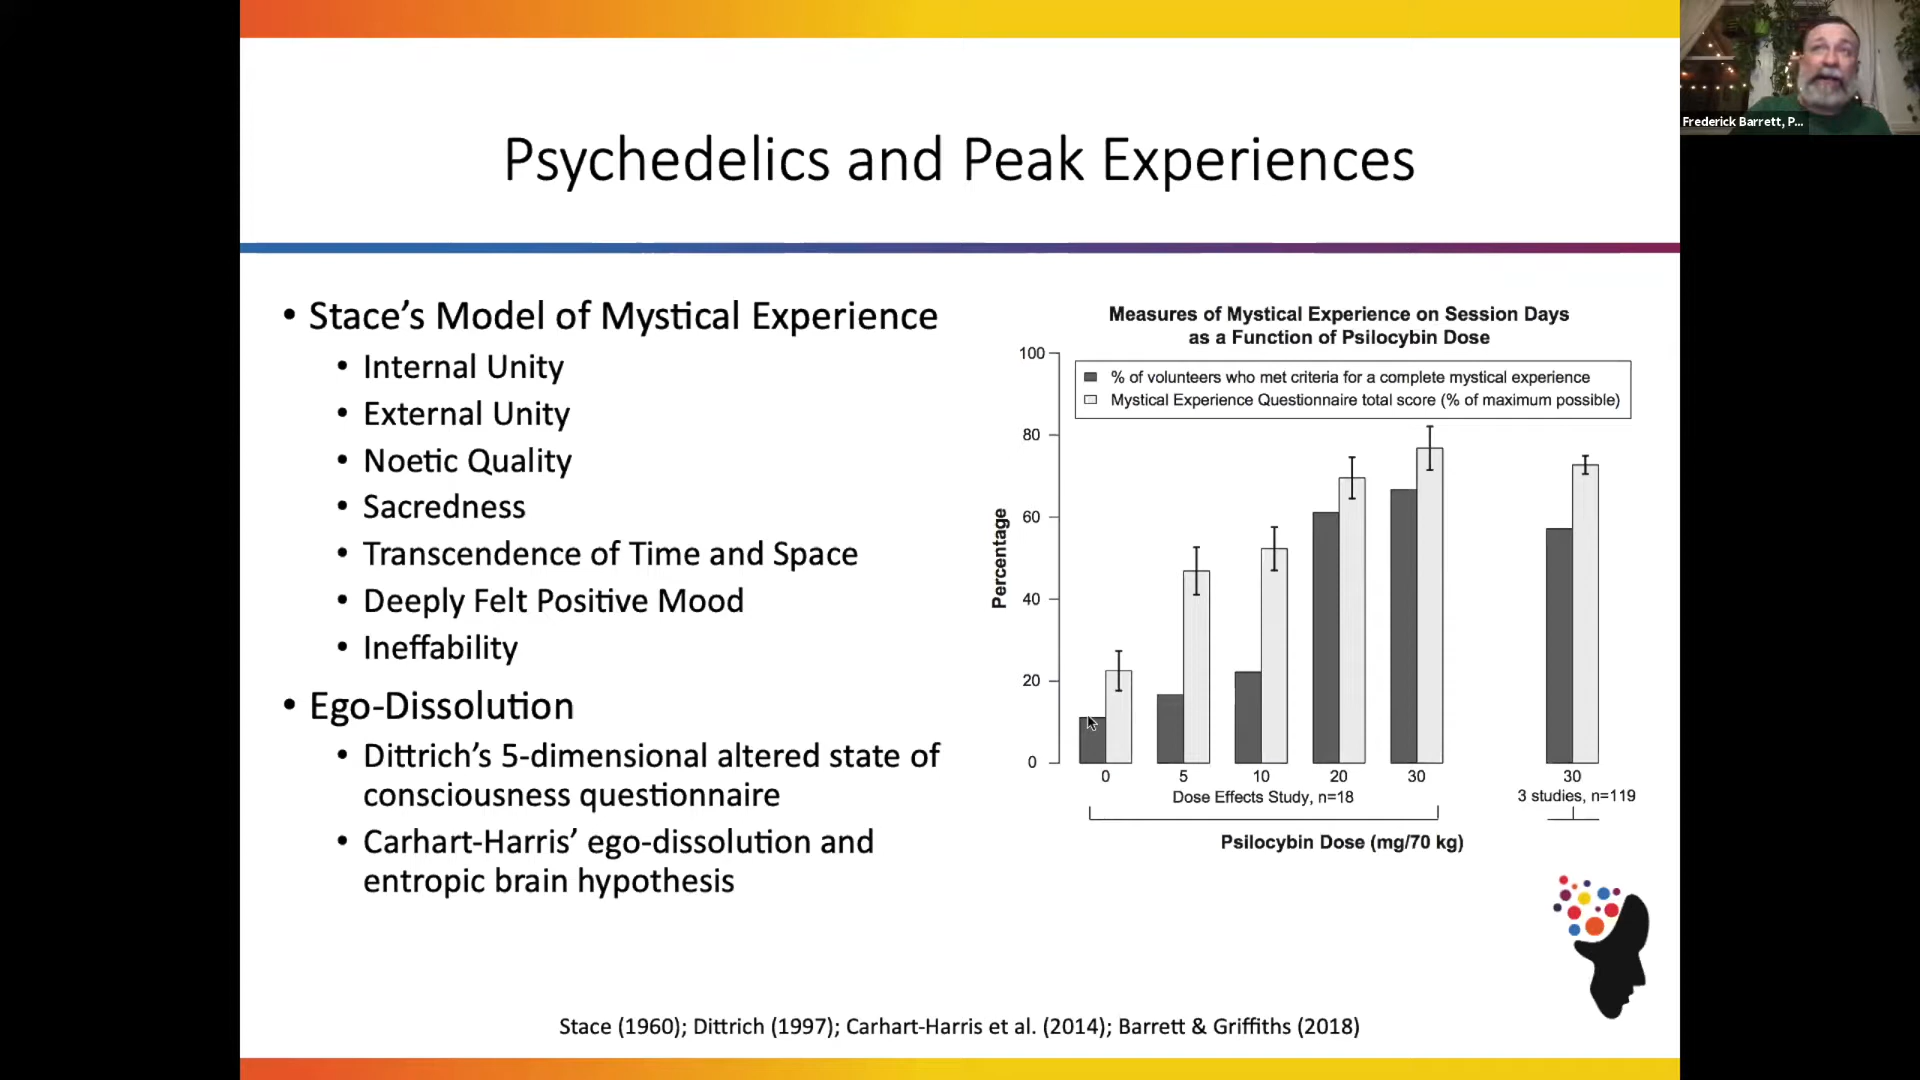 Psychedelics and Peak Experiences
• Stace’s Model of Mystical Experience
• Internal Unity
• External Unity
• Noetic Quality
• Sacredness
• Transcendence of Time and Space
• Deeply Felt Positive Mood
• Ineffability
• Ego-Dissolution
• Dittrich’s 5-dimensional altered state of
consciousness questionnaire
• Carhart-Harris’ ego-dissolution and
entropic brain hypothesis
Measures of Mystical Experience on Session Days
as a Function of Psilocybin Dose
% of volunteers who met criteria for a complete mystical experience
Mystical Experience Questionnaire total score (% of maximum possible)
Percentage
100
80
60
40
20
0
0 5 10 20 30 30
Dose Effects Study, n=18 3 studies, n=119
Psilocybin Dose (mg/70 kg)
Stace (1960); Dittrich (1997); Carhart-Harris et al. (2014); Barrett & Griffiths (2018)
Frederick Barrett, P...